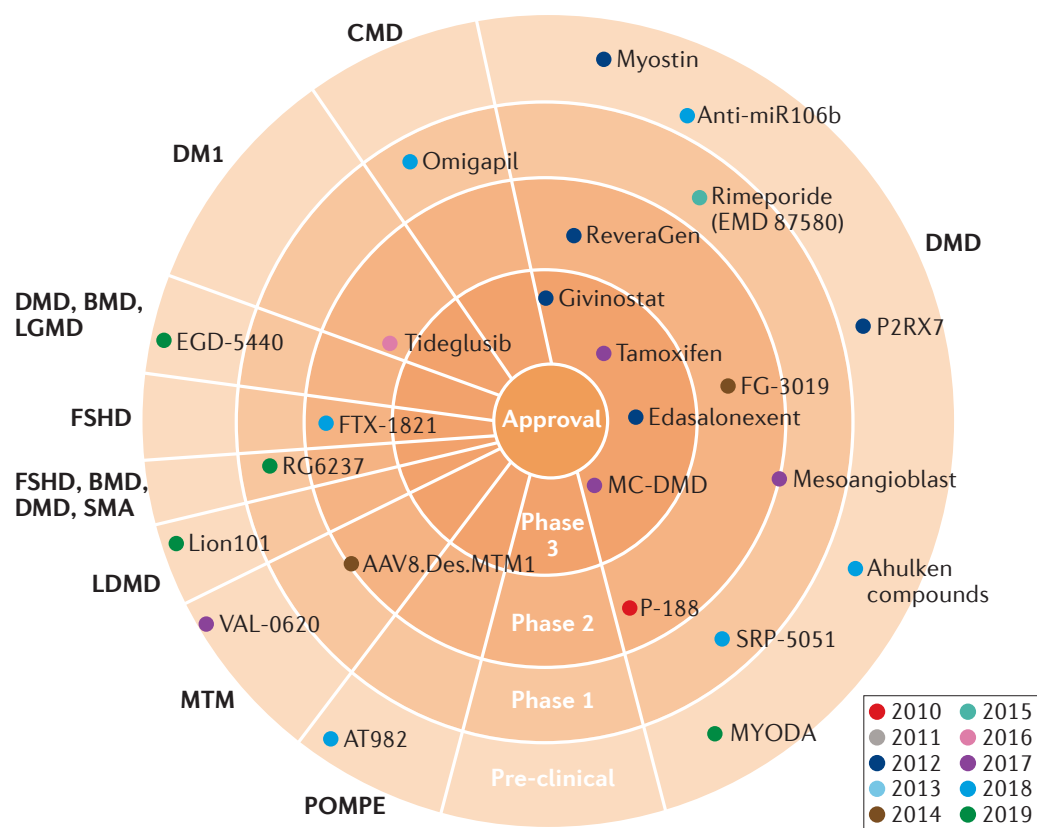 CMD
Myostin
Anti-miR106b
DM1
Omigapil
Rimeporide
(EMD 87580)
ReveraGen
DMD
DMD, BMD,
LGMD
Givinostat
P2RX7
EGD-5440
Tideglusib
Tamoxifen
FG-3019
FSHD
FTX-1821
Approval
Edasalonexent
RG6237
FSHD, BMD,
DMD, SMA
MC-DMD
Mesoangioblast
Phase
3
Lion101
LDMD
AAV8.Des.MTM1
Ahulken
compounds
VAL-0620
Phase 2
P-188
SRP-5051
MTM
Phase 1
AT982
MYODA
Pre-clinical
POMPE
2010
2011
2012
2013
2014
2015
2016
2017
2018
2019